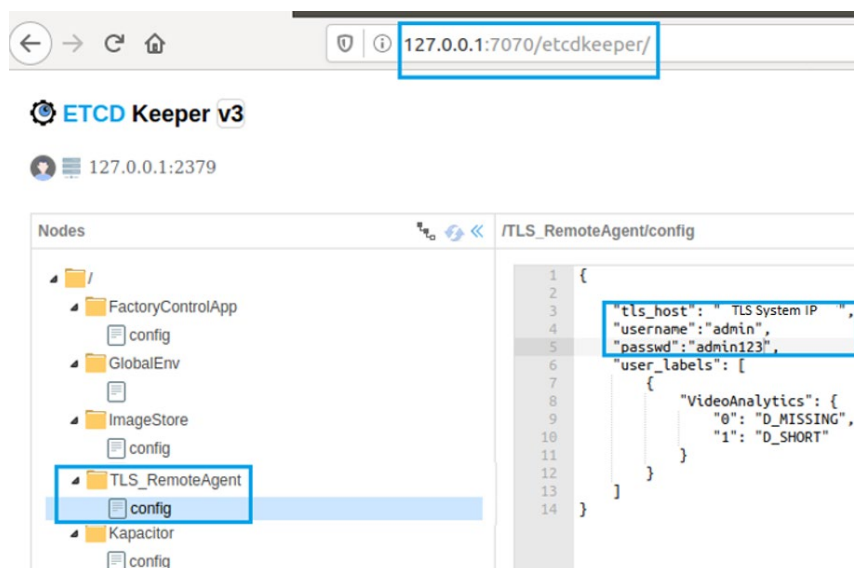 127.0.0.1:7070/etcdkeeper/
ETCD Keeper v3
127.0.0.1:2379
Nodes
/
FactoryControlApp
config
GlobalEnv
ImageStore
config
TLS_RemoteAgent
config
Kapacitor
config
/TLS_RemoteAgent/config
1 {
2
3 "tls_host": " TLS System IP ",
4 "username":"admin",
5 "passwd":"admin123",
6 "user_labels": [
7 {
8 "VideoAnalytics": {
9 "0": "D_MISSING",
10 "1": "D_SHORT"
11 }
12 }
13 ]
14 }